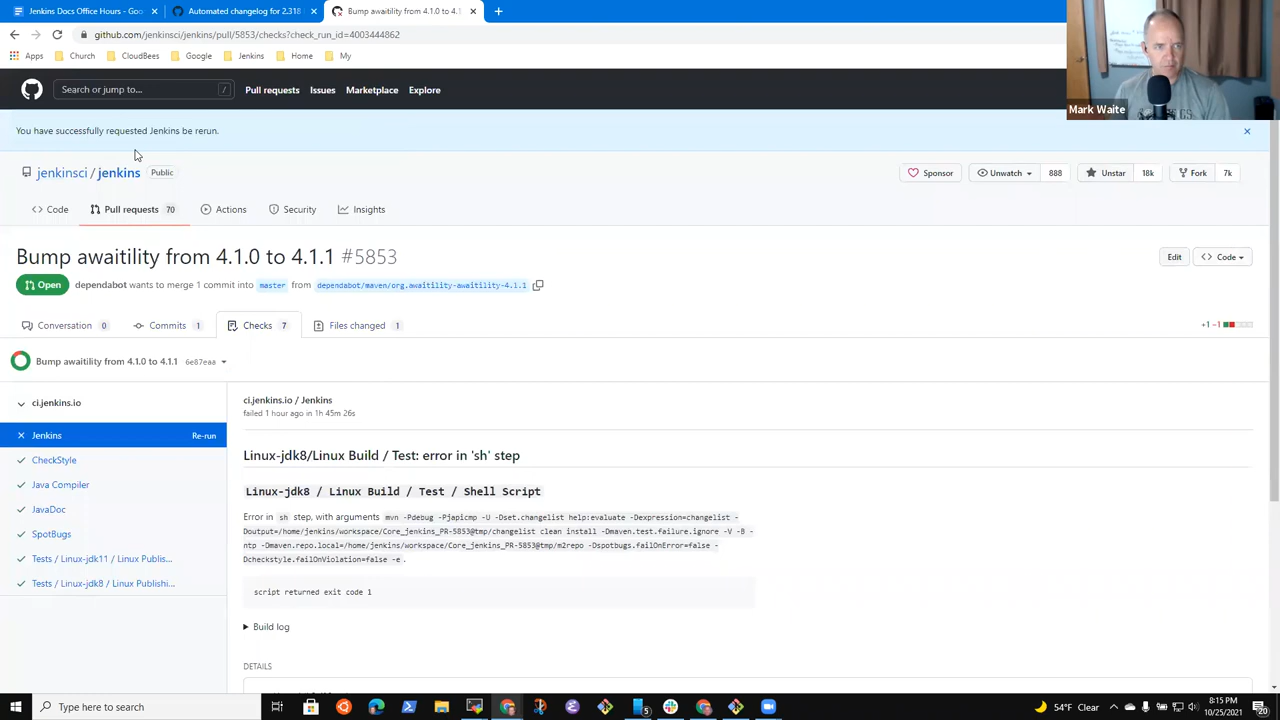 Jenkins Docs Office Hours - Goo
Automated changelog for 2.318
Bump awaitility from 4.1.0 to 4.1
github.com/jenkinsci/jenkins/pull/5853/checks?check_run_id=4003444862
Apps Church CloudBees Google Jenkins Home My
Search or jump to... /
Pull requests Issues Marketplace Explore
Mark Waite
You have successfully requested Jenkins be rerun.
jenkinsci / jenkins Public
Sponsor Unwatch 888 Unstar 18k Fork 7k
Code Pull requests 70 Actions Security Insights
Bump awaitility from 4.1.0 to 4.1.1 #5853
Edit Code
Open dependabot wants to merge 1 commit into master from dependabot/maven/org.awaitility-awaitility-4.1.1
Conversation 0 Commits 1 Checks 7 Files changed 1
+1 −1
Bump awaitility from 4.1.0 to 4.1.1 6e87eaa
ci.jenkins.io
Jenkins Re-run
CheckStyle
Java Compiler
JavaDoc
SpotBugs
Tests / Linux-jdk11 / Linux Publis...
Tests / Linux-jdk8 / Linux Publishi...
ci.jenkins.io / Jenkins
failed 1 hour ago in 1h 45m 26s
Linux-jdk8/Linux Build / Test: error in 'sh' step
Linux-jdk8 / Linux Build / Test / Shell Script
Error in sh step, with arguments mvn -Pdebug -Pjapicmp -U -Dset.changelist help:evaluate -Dexpression=changelist -
Doutput=/home/jenkins/workspace/Core_jenkins_PR-5853@tmp/changelist clean install -Dmaven.test.failure.ignore -V -B -
ntp -Dmaven.repo.local=/home/jenkins/workspace/Core_jenkins_PR-5853@tmp/m2repo -Dspotbugs.failOnError=false -
Dcheckstyle.failOnViolation=false -e .
script returned exit code 1
Build log
DETAILS
Type here to search
5
54°F Clear
8:15 PM
10/25/2021
20